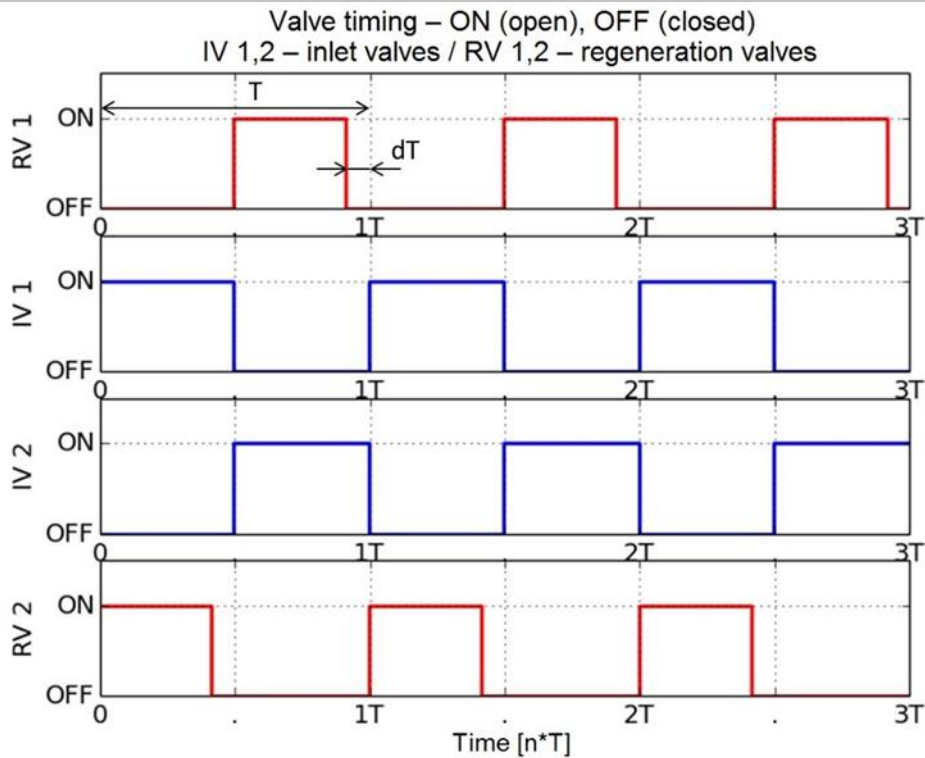 Valve timing – ON (open), OFF (closed)
IV 1,2 – inlet valves / RV 1,2 – regeneration valves
T
ON
RV 1
dT
OFF
0 1T . 2T . 3T
ON
IV 1
OFF
0 1T . 2T . 3T
ON
IV 2
OFF
0 1T . 2T . 3T
ON
RV 2
OFF
0 . 1T . 2T . 3T
Time [n*T]